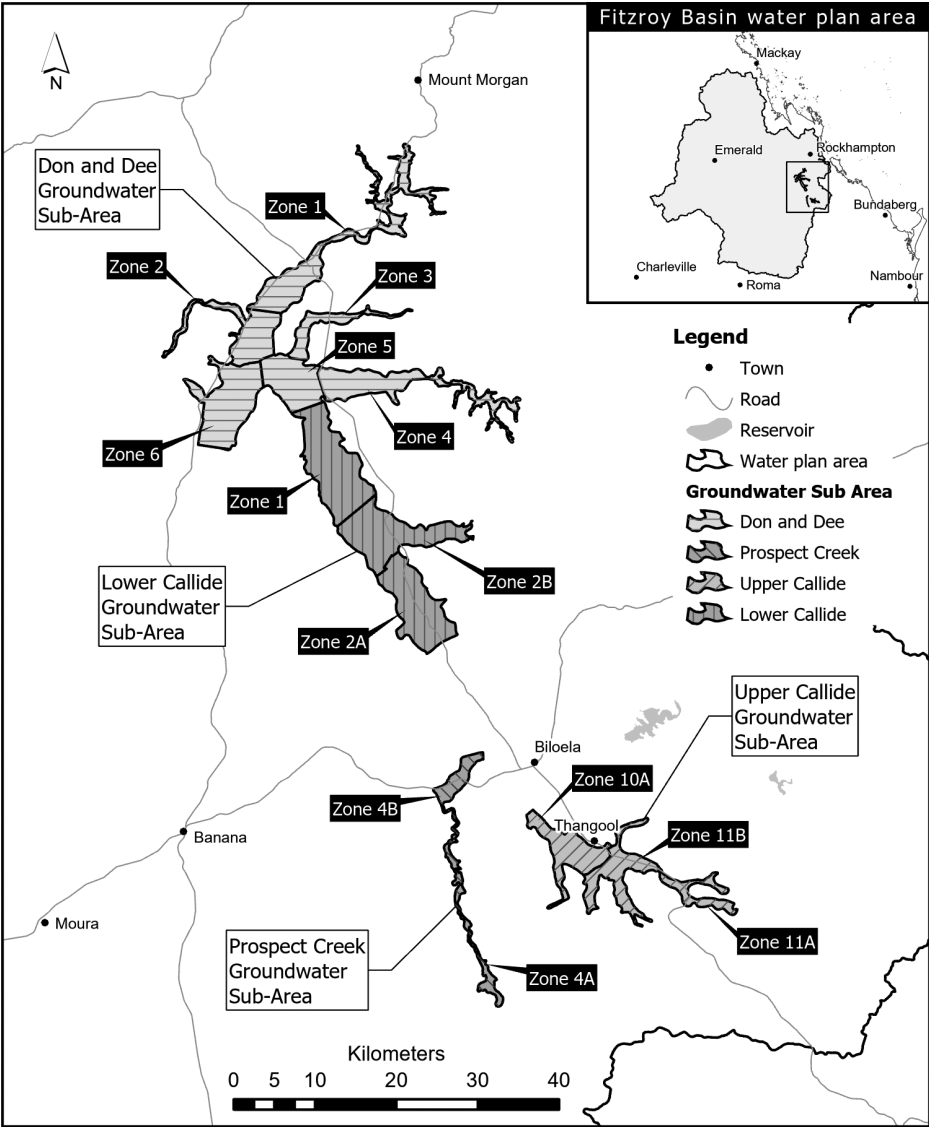 Fitzroy Basin water plan area
Mackay
Emerald
Rockhampton
Bundaberg
Charleville
Roma
Nambour
N
Mount Morgan
Don and Dee
Groundwater
Sub-Area
Zone 1
Zone 2
Zone 3
Zone 5
Zone 4
Zone 6
Zone 1
Lower Callide
Groundwater
Sub-Area
Zone 2B
Zone 2A
Legend
Town
Road
Reservoir
Water plan area
Groundwater Sub Area
Don and Dee
Prospect Creek
Upper Callide
Lower Callide
Upper Callide
Groundwater
Sub-Area
Biloela
Zone 10A
Zone 4B
Thangool
Zone 11B
Banana
Moura
Zone 11A
Prospect Creek
Groundwater
Sub-Area
Zone 4A
Kilometers
0 5 10 20 30 40